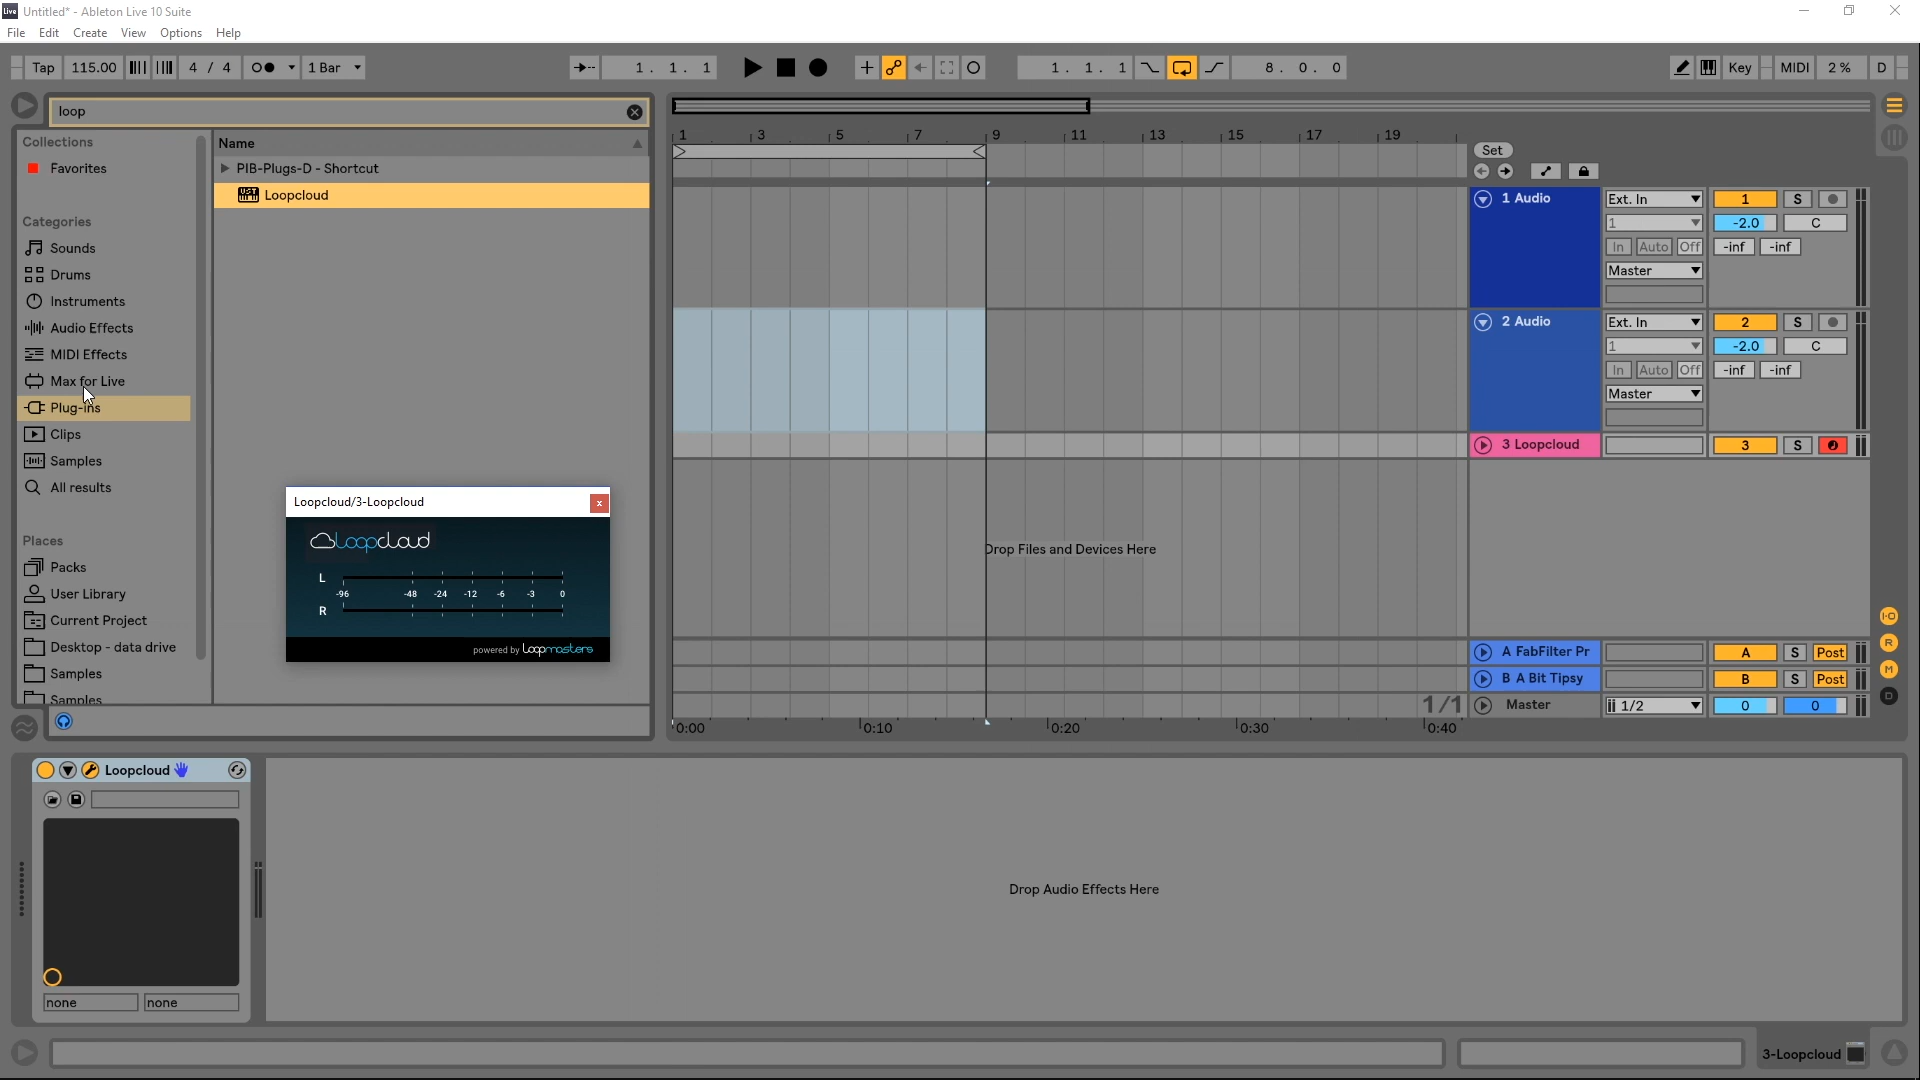 Untitled* - Ableton Live 10 Suite
File Edit Create View Options Help
Tap 115.00 4 / 4 1 Bar 1. 1. 1 1. 1. 1 8. 0. 0 Key MIDI 2% D
loop
Collections
Favorites
Categories
Sounds
Drums
Instruments
Audio Effects
MIDI Effects
Max for Live
Plug-ins
Clips
Samples
All results
Places
Packs
User Library
Current Project
Desktop - data drive
Samples
Samples
Name
PIB-Plugs-D - Shortcut
Loopcloud
Loopcloud/3-Loopcloud x
Loopcloud
L
-96 -48 -24 -12 -6 -3 0
R
powered by Loopmasters
1 3 5 7 9 11 13 15 17 19
Set
1 Audio Ext. In 1 S
1 -2.0 C
In Auto Off -inf -inf
Master
2 Audio Ext. In 2 S
1 -2.0 C
In Auto Off -inf -inf
Master
3 Loopcloud 3 S
Drop Files and Devices Here
I-O
R
M
D
A FabFilter Pr A S Post
B A Bit Tipsy B S Post
1/1 Master 1/2 0 0
0:00 0:10 0:20 0:30 0:40
Loopcloud
none none
Drop Audio Effects Here
3-Loopcloud